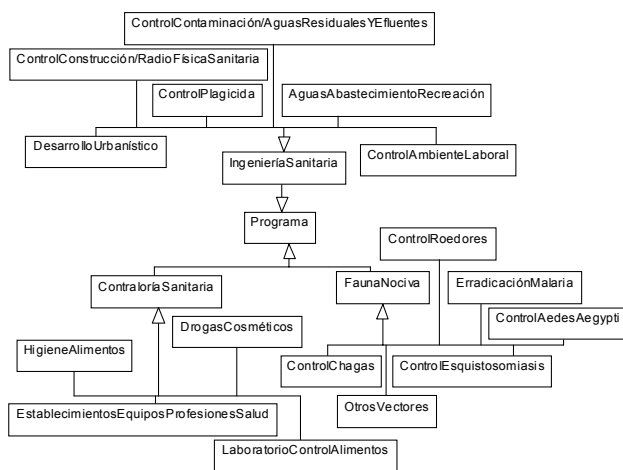 ControlContaminación/AguasResidualesYEfluentes
ControlConstrucción/RadioFísicaSanitaria
ControlPlagicida
AguasAbastecimientoRecreación
DesarrolloUrbanístico
IngenieríaSanitaria
ControlAmbienteLaboral
Programa
ControlRoedores
ContraloríaSanitaria
FaunaNociva
ErradicaciónMalaria
ControlAedesAegypti
DrogasCosméticos
HigieneAlimentos
ControlChagas
ControlEsquistosomiasis
OtrosVectores
EstablecimientosEquiposProfesionesSalud
LaboratorioControlAlimentos